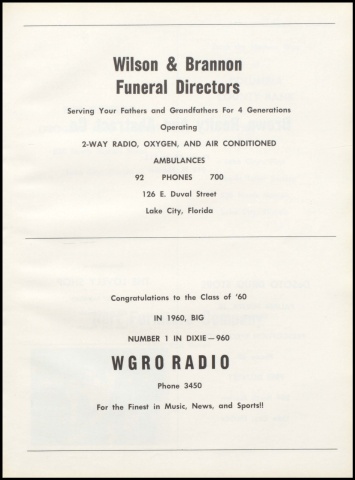 Wilson & Brannon
Funeral Directors
Serving Your Fathers and Grandfathers For 4 Generations
Operating
2-WAY RADIO, OXYGEN, AND AIR CONDITIONED
AMBULANCES
92 PHONES 700
126 E. Duval Street
Lake City, Florida
Congratulations to the Class of '60
IN 1960, BIG
NUMBER 1 IN DIXIE—960
WGRO RADIO
Phone 3450
For the Finest in Music, News, and Sports!!